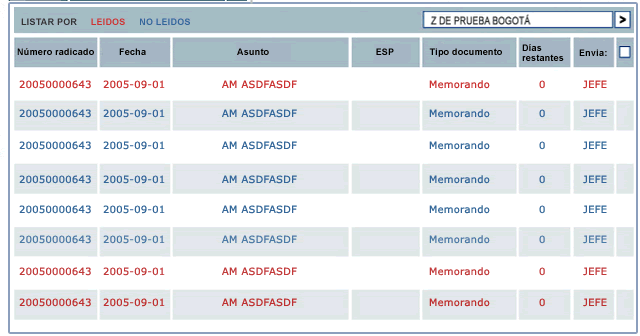 LISTAR POR LEIDOS NO LEIDOS Z DE PRUEBA BOGOTÁ >
Número radicado Fecha Asunto ESP Tipo documento Dias restantes Envia:
20050000643 2005-09-01 AM ASDFASDF Memorando 0 JEFE
20050000643 2005-09-01 AM ASDFASDF Memorando 0 JEFE
20050000643 2005-09-01 AM ASDFASDF Memorando 0 JEFE
20050000643 2005-09-01 AM ASDFASDF Memorando 0 JEFE
20050000643 2005-09-01 AM ASDFASDF Memorando 0 JEFE
20050000643 2005-09-01 AM ASDFASDF Memorando 0 JEFE
20050000643 2005-09-01 AM ASDFASDF Memorando 0 JEFE
20050000643 2005-09-01 AM ASDFASDF Memorando 0 JEFE